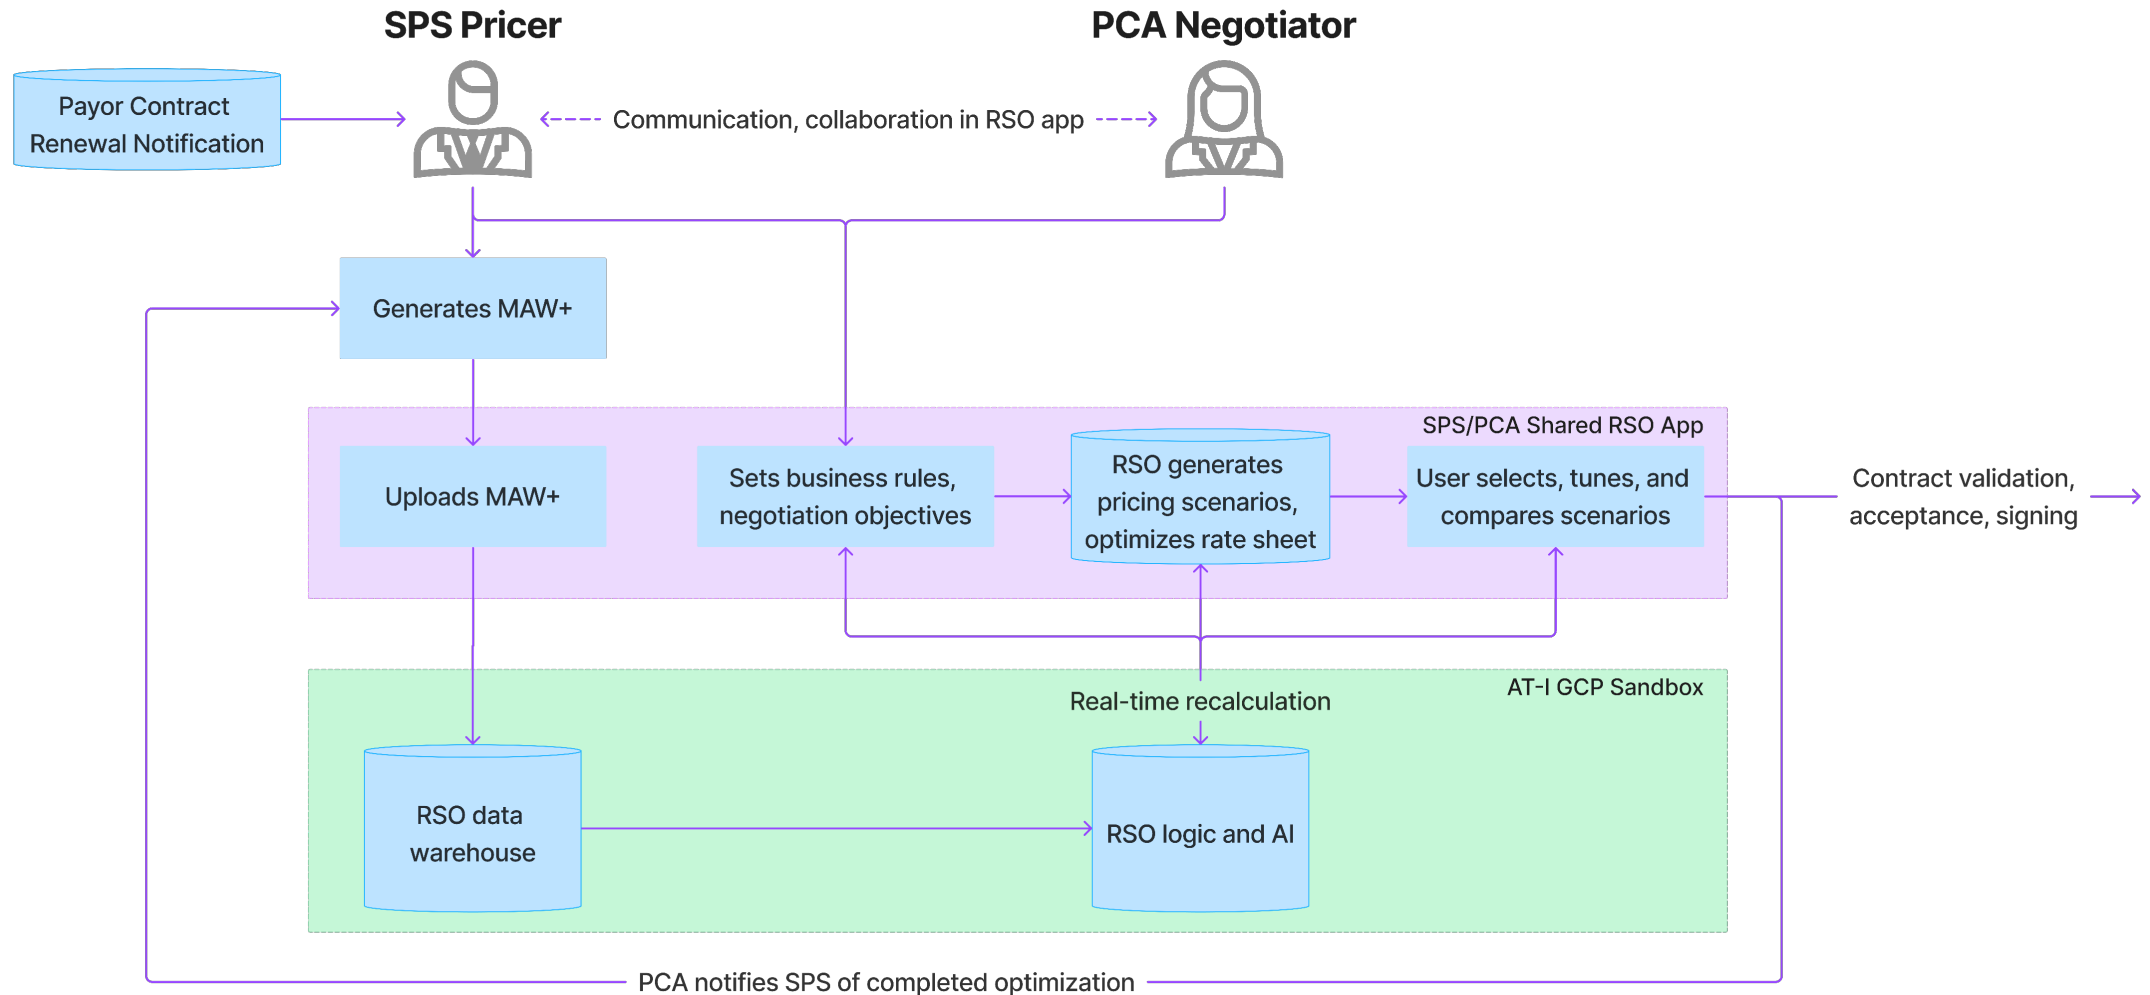 SPS Pricer
PCA Negotiator
Payor Contract
Renewal Notification
Communication, collaboration in RSO app
Generates MAW+
SPS/PCA Shared RSO App
Uploads MAW+
Sets business rules,
negotiation objectives
RSO generates
pricing scenarios,
optimizes rate sheet
User selects, tunes, and
compares scenarios
Contract validation,
acceptance, signing
AT-I GCP Sandbox
Real-time recalculation
RSO data
warehouse
RSO logic and AI
PCA notifies SPS of completed optimization